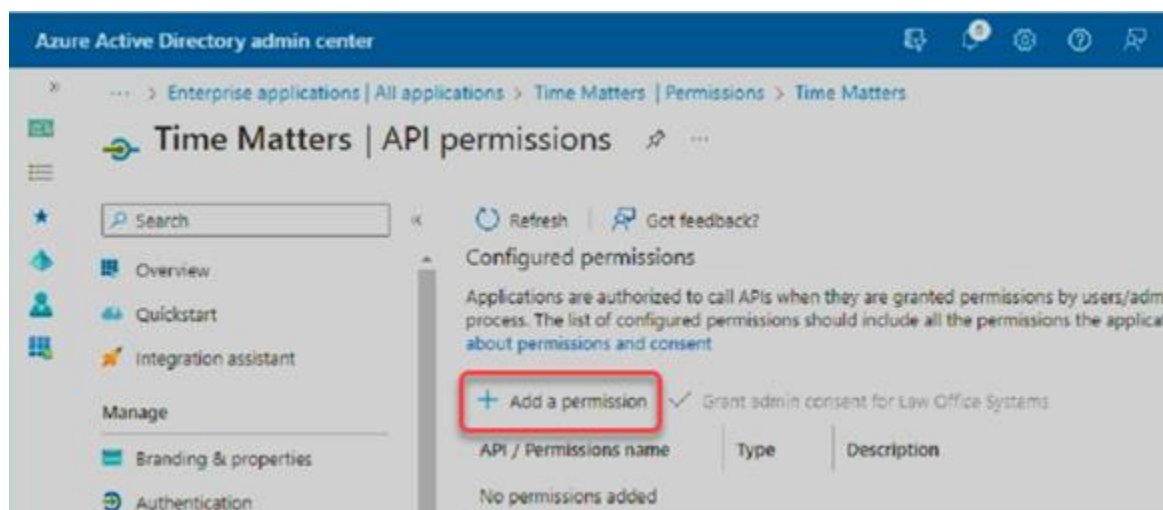 Azure Active Directory admin center
··· > Enterprise applications | All applications > Time Matters | Permissions > Time Matters
Time Matters | API permissions ···
Search
Refresh | Got feedback?
Overview
Configured permissions
Quickstart
Applications are authorized to call APIs when they are granted permissions by users/adm
process. The list of configured permissions should include all the permissions the applica
Integration assistant
about permissions and consent
Manage
+ Add a permission ✓ Grant admin consent for Law Office Systems
Branding & properties
API / Permissions name Type Description
Authentication
No permissions added